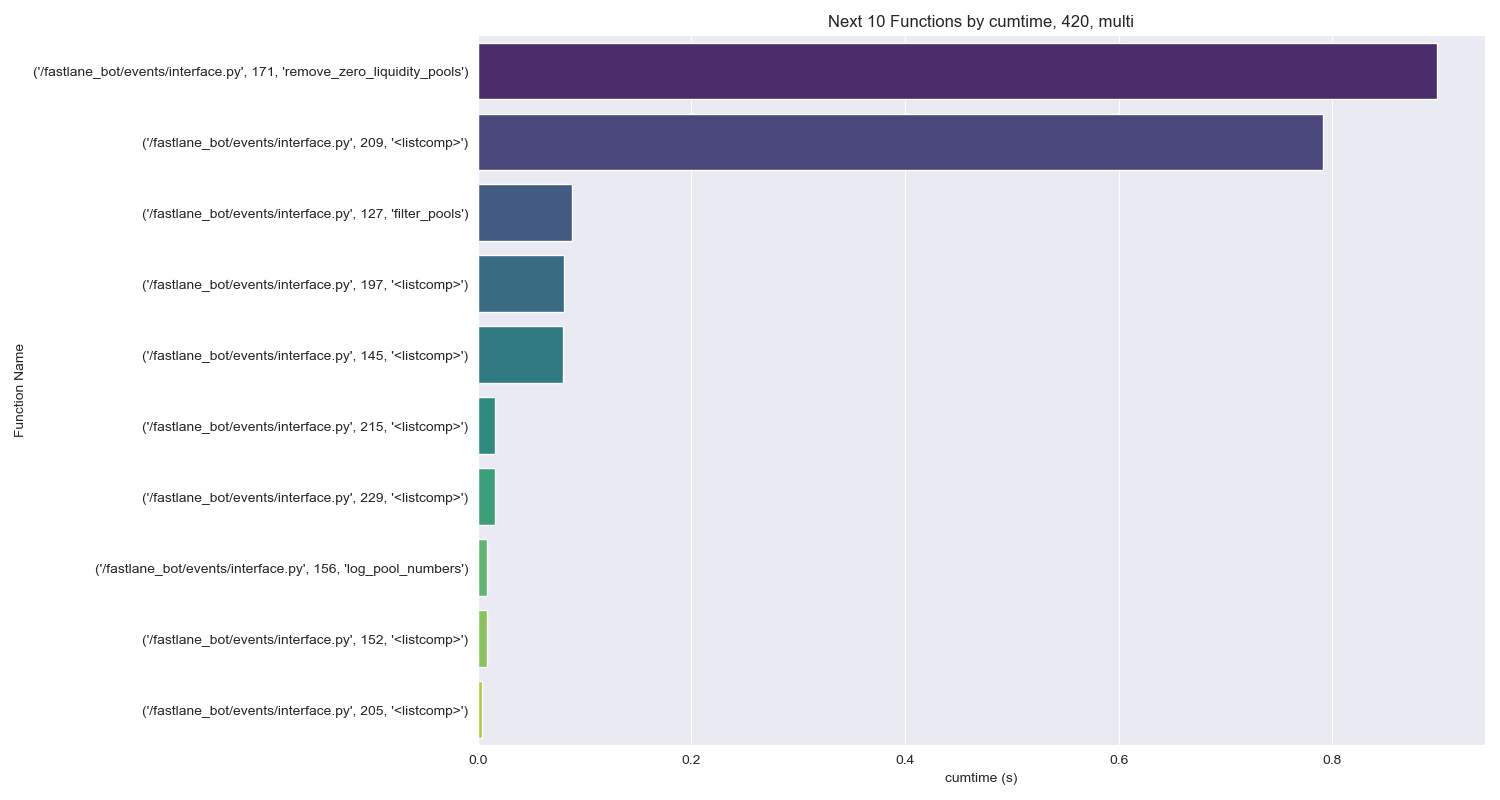 Next 10 Functions by cumtime, 420, multi
('/fastlane_bot/events/interface.py', 171, 'remove_zero_liquidity_pools')
('/fastlane_bot/events/interface.py', 209, '<listcomp>')
('/fastlane_bot/events/interface.py', 127, 'filter_pools')
('/fastlane_bot/events/interface.py', 197, '<listcomp>')
('/fastlane_bot/events/interface.py', 145, '<listcomp>')
('/fastlane_bot/events/interface.py', 215, '<listcomp>')
('/fastlane_bot/events/interface.py', 229, '<listcomp>')
('/fastlane_bot/events/interface.py', 156, 'log_pool_numbers')
('/fastlane_bot/events/interface.py', 152, '<listcomp>')
('/fastlane_bot/events/interface.py', 205, '<listcomp>')
Function Name
0.0 0.2 0.4 0.6 0.8
cumtime (s)